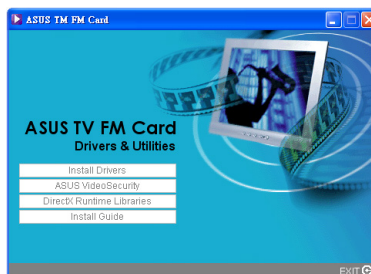 ASUS TM FM Card
ASUS TV FM Card
Drivers & Utilities
Install Drivers
ASUS VideoSecurity
DirectX Runtime Libraries
Install Guide
EXIT